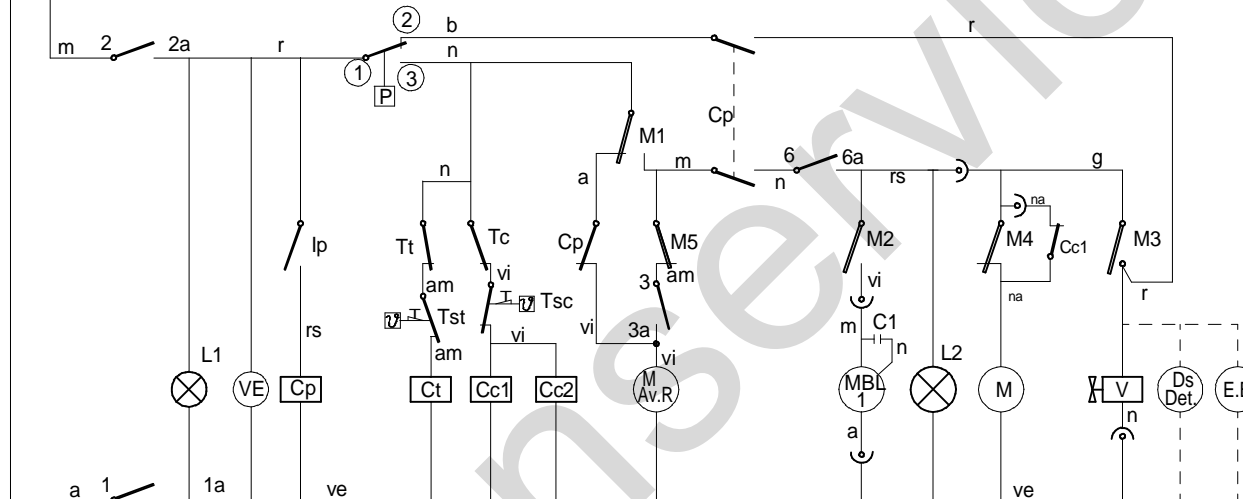 2 b r
m 2 2a r n
1 3
P
Cp
M1
6 6a g
a m n rs
n na
Ip Tt Tc Cp M5 M2 M4 Cc1 M3
am vi am vi
3 na r
Tst Tsc
rs am vi vi 3a m C1 n
L1 vi L2
VE Cp Ct Cc1 Cc2 M Av.R MBL 1 M V Ds Det. E.E
a n
a 1 1a ve ve
nservic